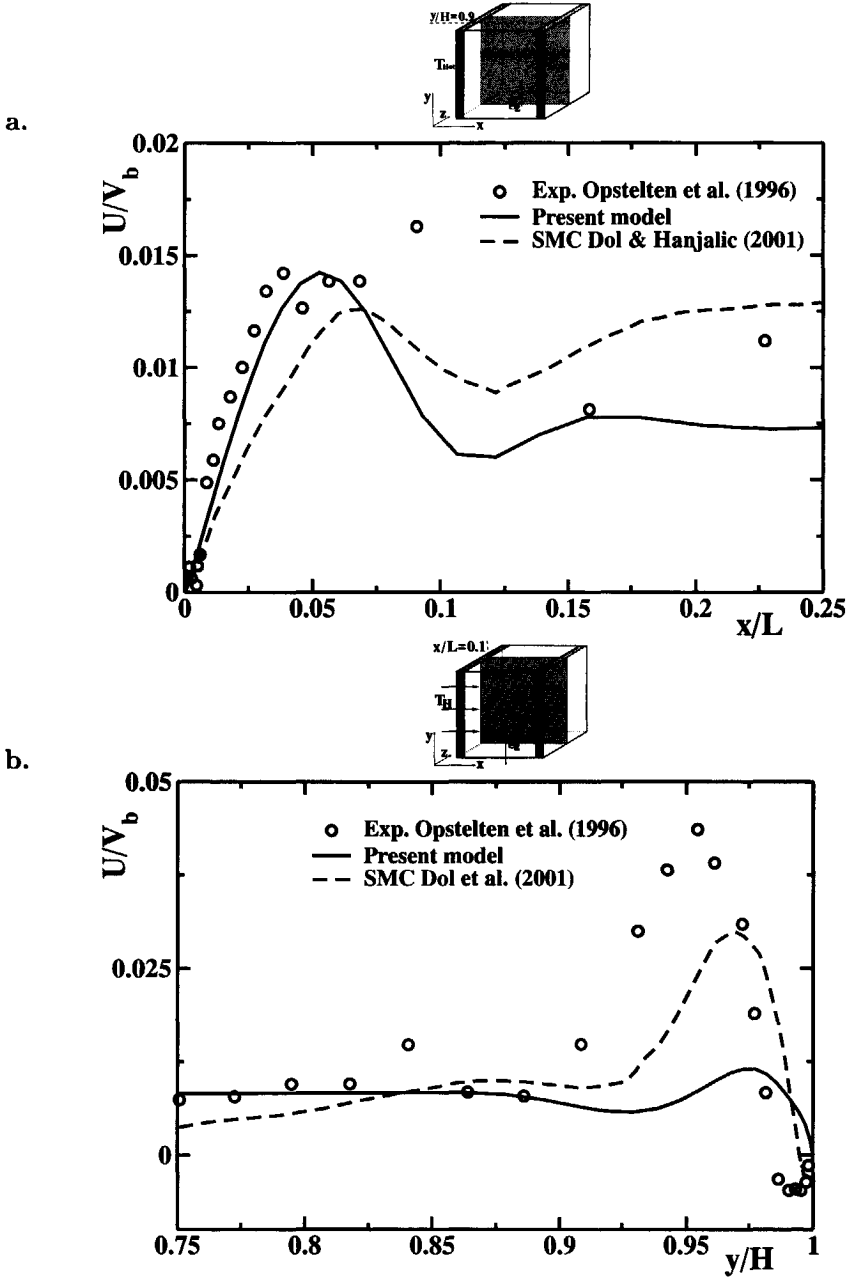 y/H=0.9
y
z
x
a.
0.02
U/V_b
Exp. Opstelten et al. (1996)
Present model
SMC Dol & Hanjalic (2001)
0.015
0.01
0.005
0
0 0.05 0.1 0.15 0.2 0.25
x/L
x/L=0.1
T_H
y
z
x
b.
0.05
U/V_b
Exp. Opstelten et al. (1996)
Present model
SMC Dol et al. (2001)
0.025
0
0.75 0.8 0.85 0.9 0.95 1
y/H